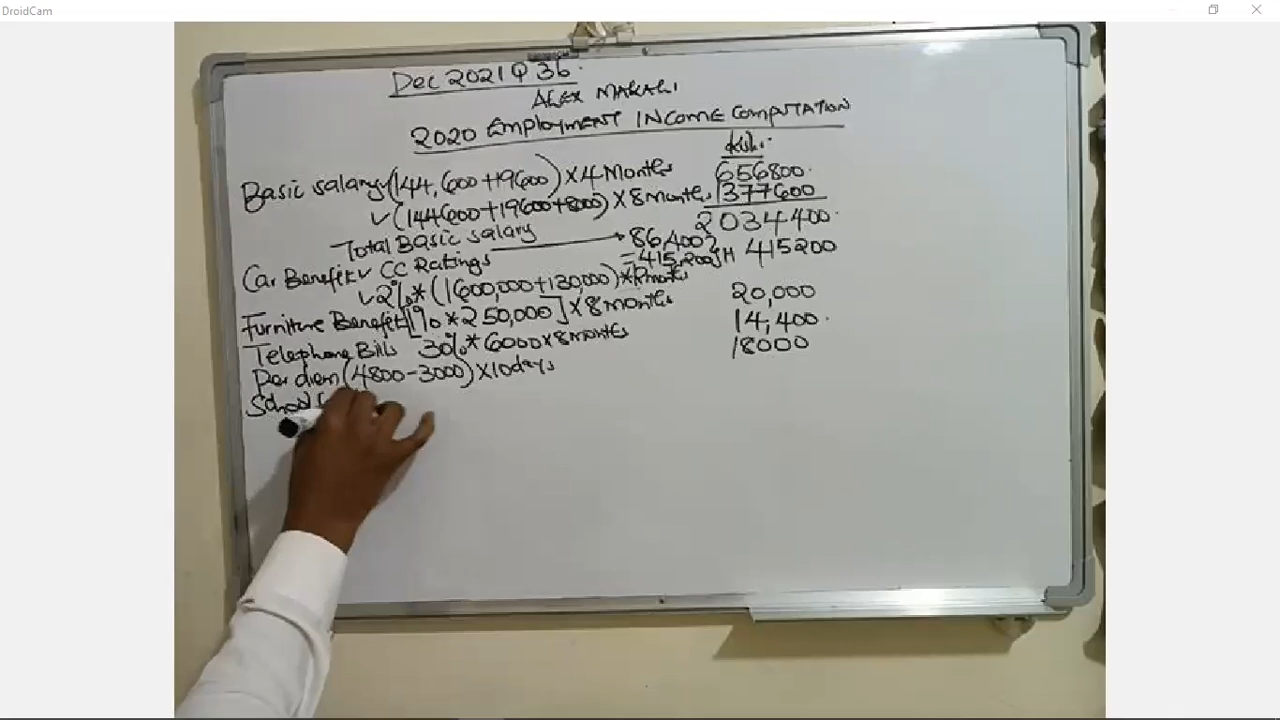 DroidCam
Dec 2021 Q 3b.
ALEX MAKALI
2020 Employment INCOME COMPUTATION
Ksh.
Basic salary (144,600+19600) X 4 Months 656800.
✓(144600+19600+8000) X 8 months 1377600
Total Basic salary 2034400.
Car Benefit ✓ CC Ratings → 86,400
✓ 2%*(1600,000+130,000) X 12 months = 415,200 H 415200
Furniture Benefit [1% * 250,000] X 8 months 20,000
Telephone Bills 30% * 6000 X 8 months 14,400.
Per diem (4800-3000) X 10 days 18000
School